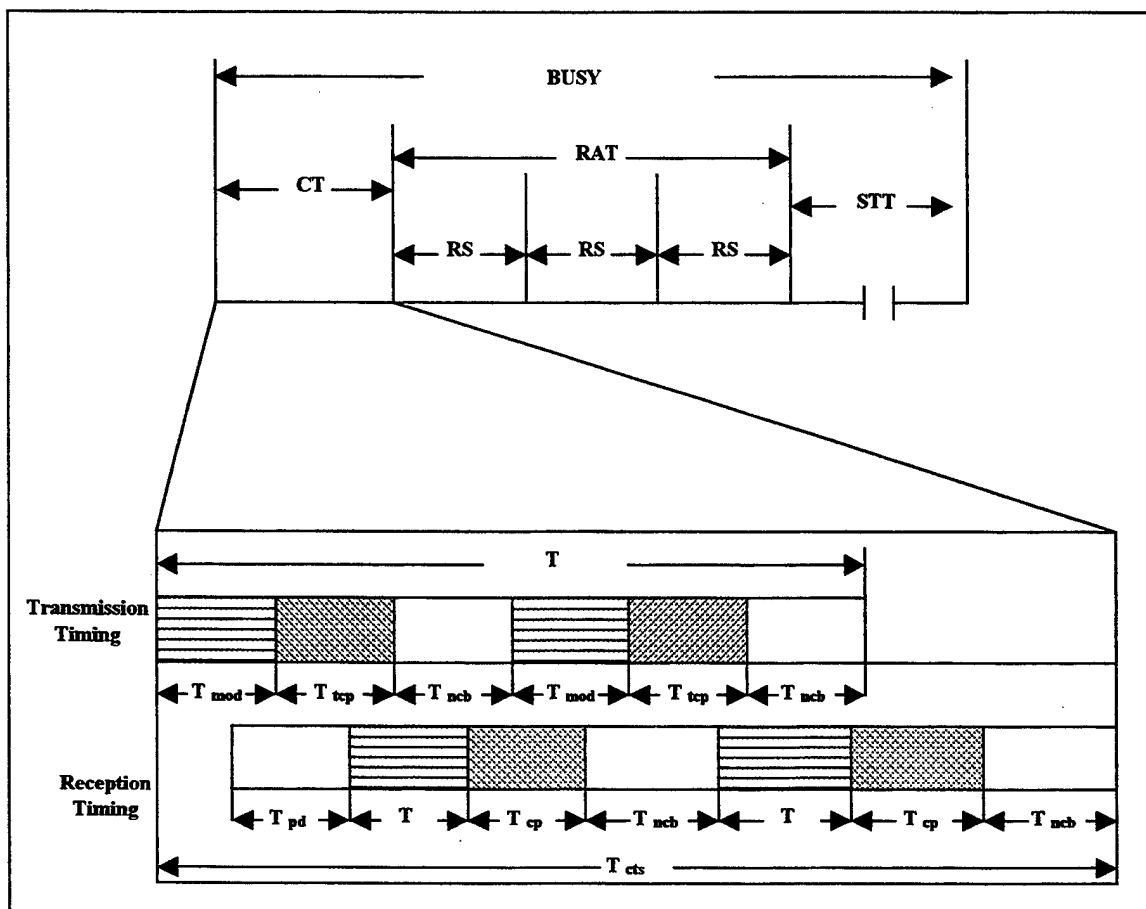 BUSY
RAT
CT
STT
RS RS RS
T
Transmission
Timing
T mod T tcp T ncb T mod T tcp T ncb
Reception
Timing
T pd T T cp T ncb T T cp T ncb
T cts